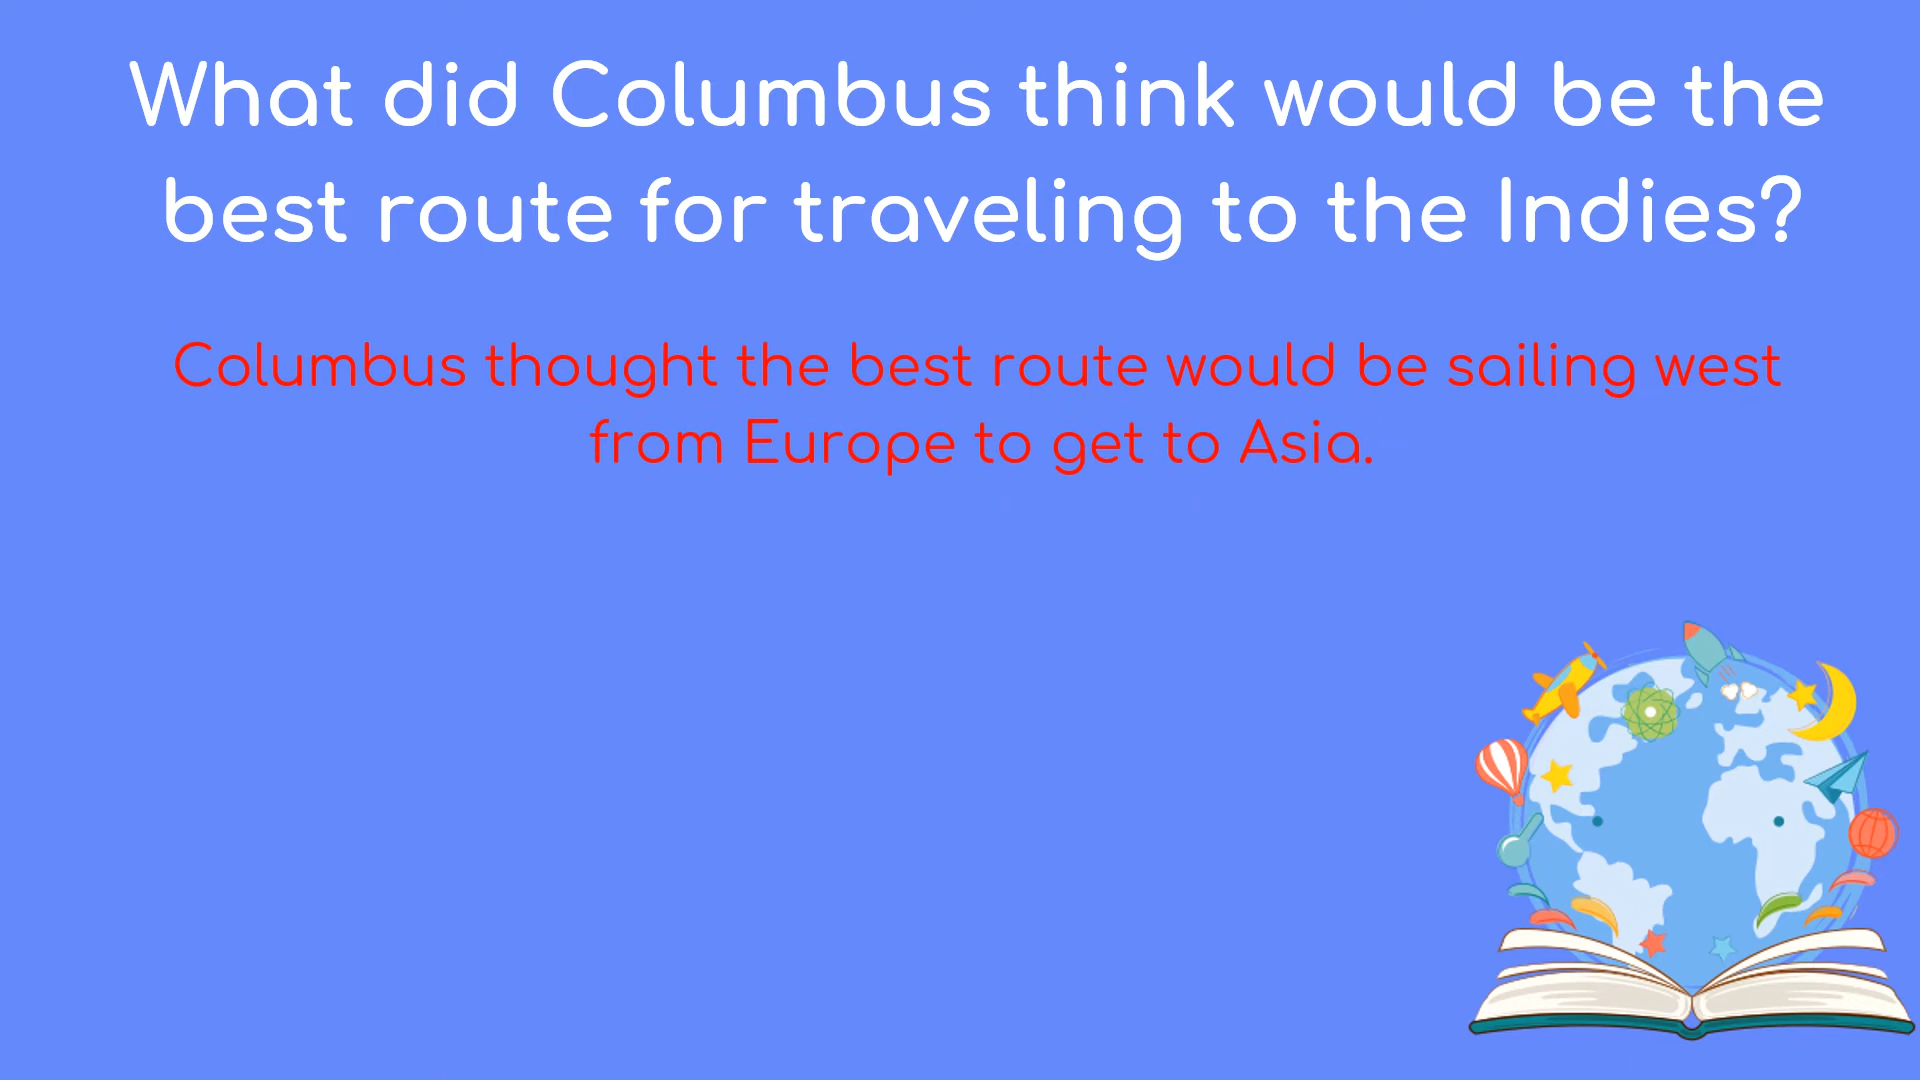 What did Columbus think would be the
best route for traveling to the Indies?
Columbus thought the best route would be sailing west
from Europe to get to Asia.